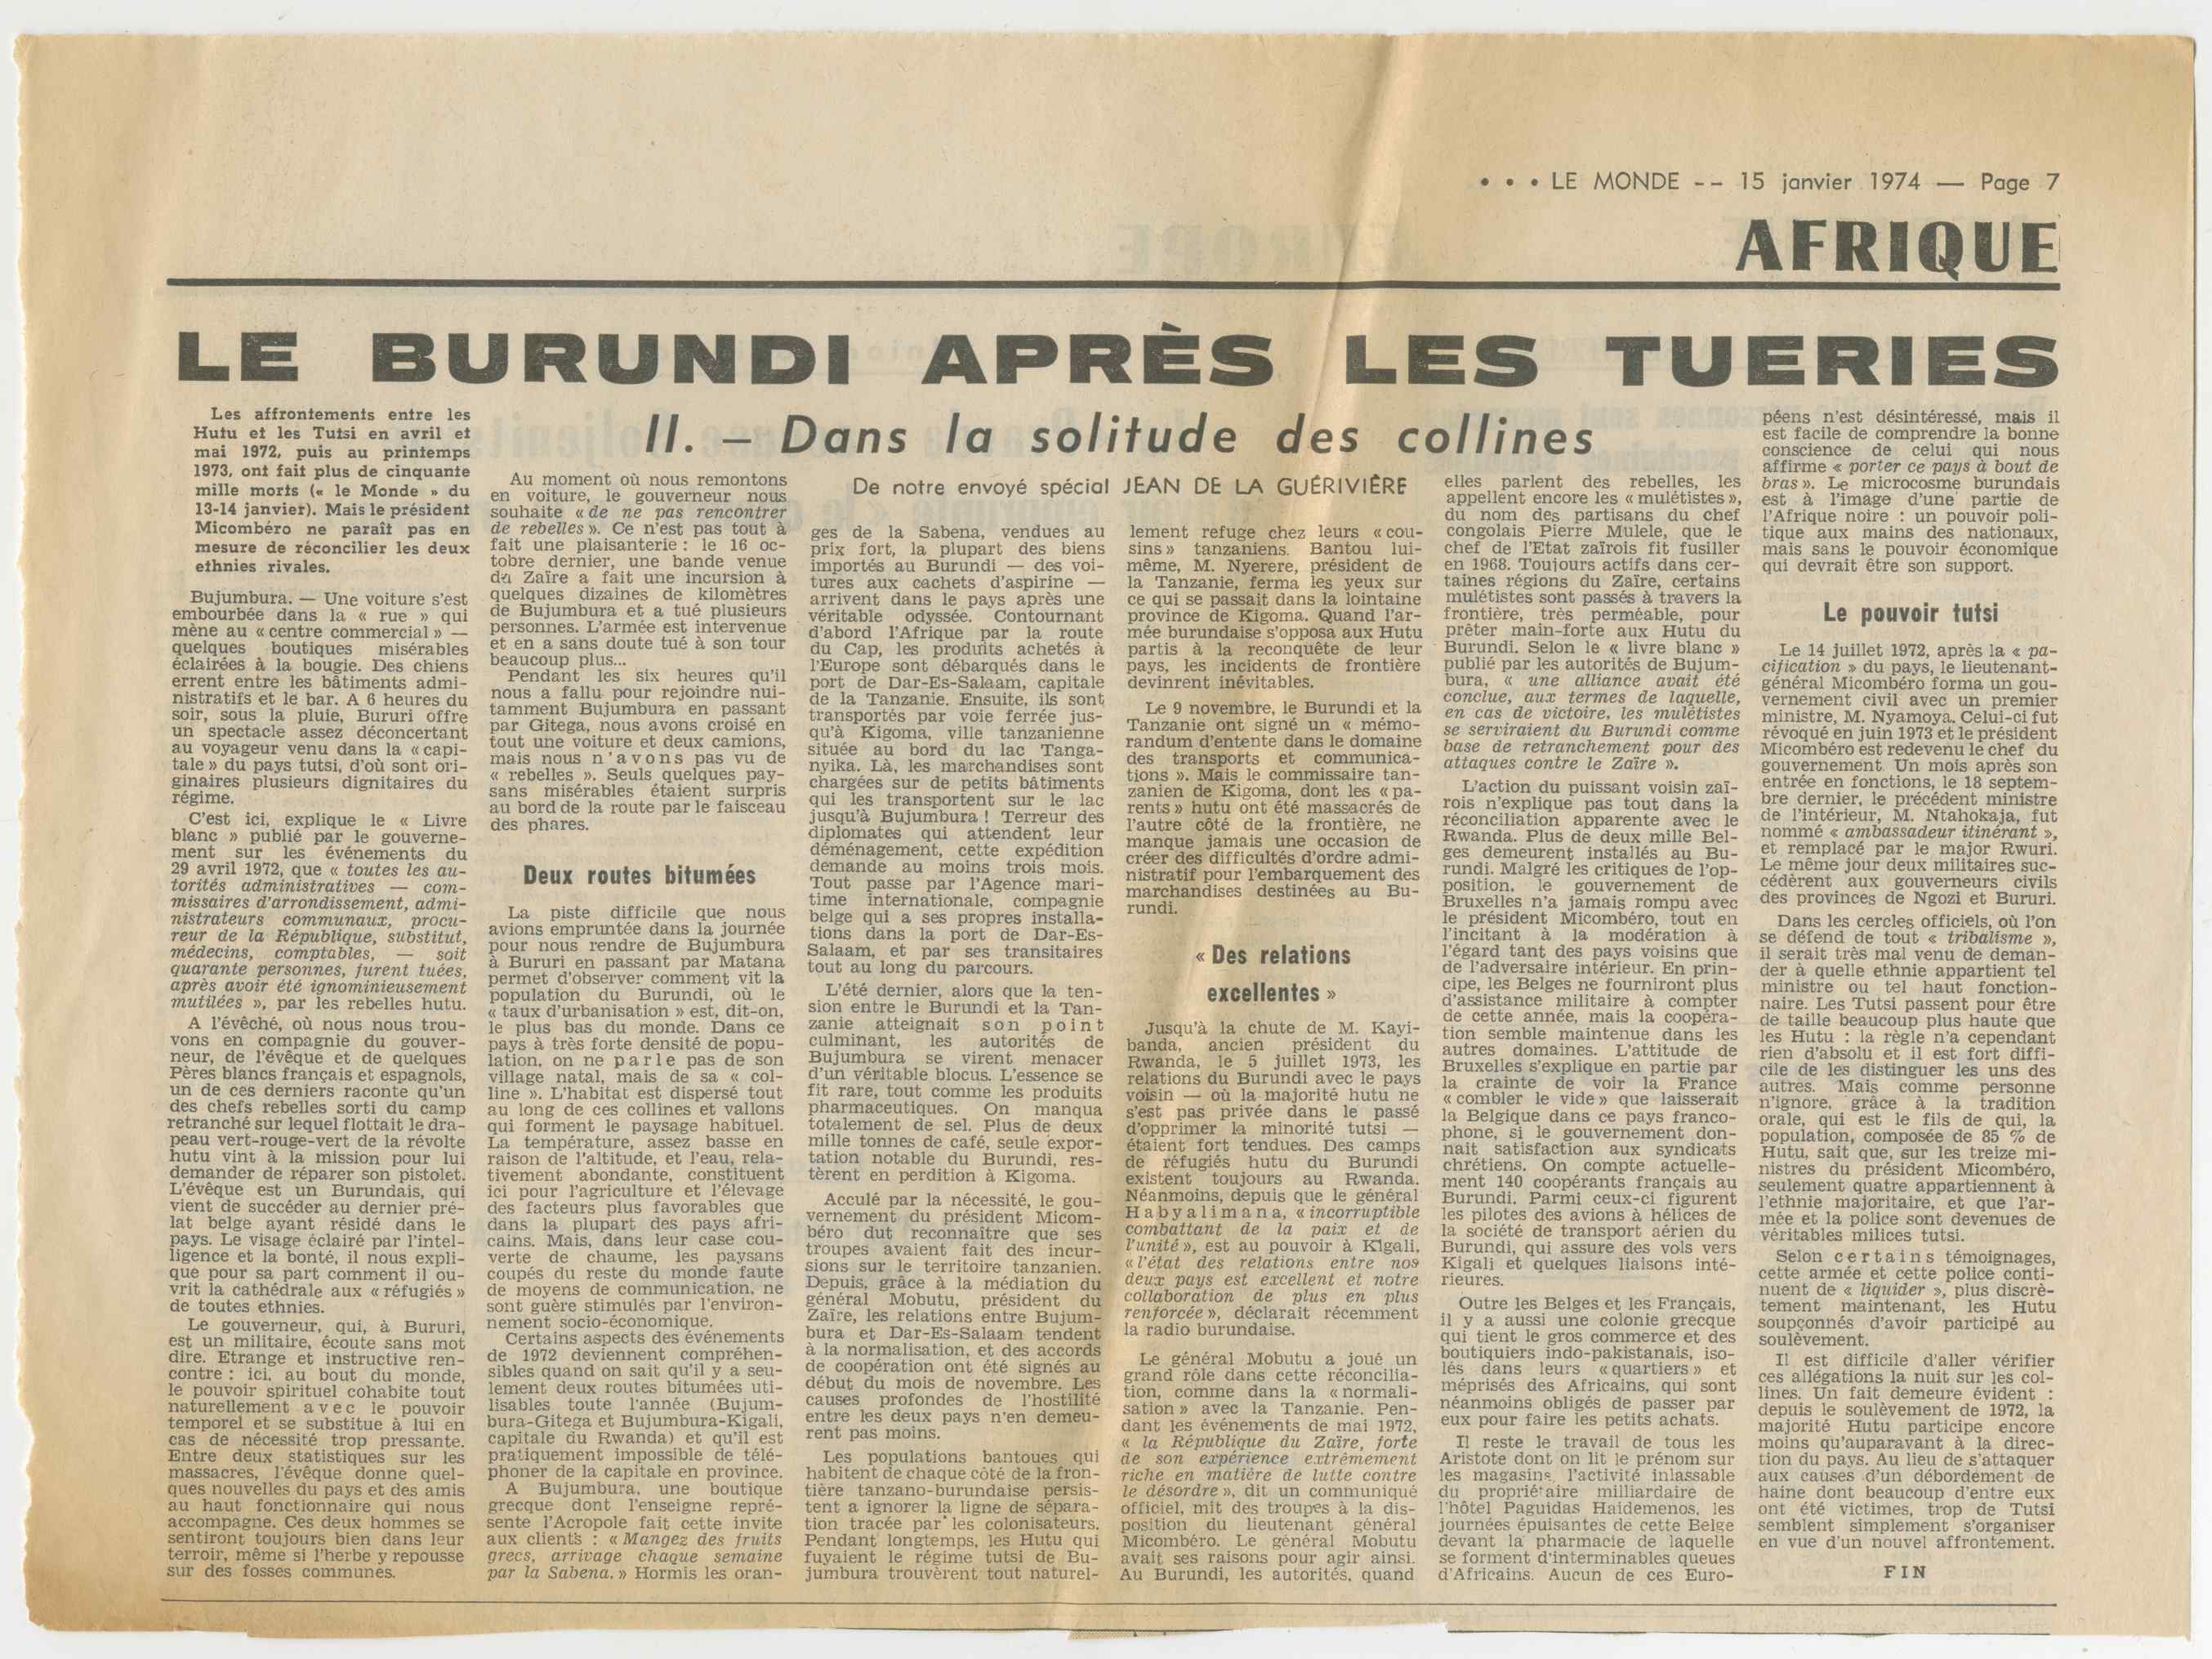 • • • LE MONDE -- 15 janvier 1974 — Page 7
AFRIQUE
LE BURUNDI APRÈS LES TUERIES
II. – Dans la solitude des collines
De notre envoyé spécial JEAN DE LA GUÉRIVIÈRE
Les affrontements entre les
Hutu et les Tutsi en avril et
mai 1972, puis au printemps
1973, ont fait plus de cinquante
mille morts (« le Monde » du
13-14 janvier). Mais le président
Micombéro ne paraît pas en
mesure de réconcilier les deux
ethnies rivales.
Bujumbura. — Une voiture s'est
embourbée dans la « rue » qui
mène au « centre commercial » —
quelques boutiques misérables
éclairées à la bougie. Des chiens
errent entre les bâtiments admi-
nistratifs et le bar. A 6 heures du
soir, sous la pluie, Bururi offre
un spectacle assez déconcertant
au voyageur venu dans la « capi-
tale » du pays tutsi, d'où sont ori-
ginaires plusieurs dignitaires du
régime.
C'est ici, explique le « Livre
blanc » publié par le gouverne-
ment sur les événements du
29 avril 1972, que « toutes les au-
torités administratives — com-
missaires d'arrondissement, admi-
nistrateurs communaux, procu-
reur de la République, substitut,
médecins, comptables, — soit
quarante personnes, furent tuées,
après avoir été ignominieusement
mutilées », par les rebelles hutu.
A l'évêché, où nous nous trou-
vons en compagnie du gouver-
neur, de l'évêque et de quelques
Pères blancs français et espagnols,
un de ces derniers raconte qu'un
des chefs rebelles sorti du camp
retranché sur lequel flottait le dra-
peau vert-rouge-vert de la révolte
hutu vint à la mission pour lui
demander de réparer son pistolet.
L'évêque est un Burundais, qui
vient de succéder au dernier pré-
lat belge ayant résidé dans le
pays. Le visage éclairé par l'intel-
ligence et la bonté, il nous expli-
que pour sa part comment il ou-
vrit la cathédrale aux « réfugiés »
de toutes ethnies.
Le gouverneur, qui, à Bururi,
est un militaire, écoute sans mot
dire. Etrange et instructive ren-
contre : ici, au bout du monde,
le pouvoir spirituel cohabite tout
naturellement avec le pouvoir
temporel et se substitue à lui en
cas de nécessité trop pressante.
Entre deux statistiques sur les
massacres, l'évêque donne quel-
ques nouvelles du pays et des amis
au haut fonctionnaire qui nous
accompagne. Ces deux hommes se
sentiront toujours bien dans leur
terroir, même si l'herbe y repousse
sur des fosses communes.
Au moment où nous remontons
en voiture, le gouverneur nous
souhaite « de ne pas rencontrer
de rebelles ». Ce n'est pas tout à
fait une plaisanterie : le 16 oc-
tobre dernier, une bande venue
du Zaïre a fait une incursion à
quelques dizaines de kilomètres
de Bujumbura et a tué plusieurs
personnes. L'armée est intervenue
et en a sans doute tué à son tour
beaucoup plus...
Pendant les six heures qu'il
nous a fallu pour rejoindre nui-
tamment Bujumbura en passant
par Gitega, nous avons croisé en
tout une voiture et deux camions,
mais nous n'avons pas vu de
« rebelles ». Seuls quelques pay-
sans misérables étaient surpris
au bord de la route par le faisceau
des phares.
Deux routes bitumées
La piste difficile que nous
avions empruntée dans la journée
pour nous rendre de Bujumbura
à Bururi en passant par Matana
permet d'observer comment vit la
population du Burundi, où le
« taux d'urbanisation » est, dit-on,
le plus bas du monde. Dans ce
pays à très forte densité de popu-
lation, on ne parle pas de son
village natal, mais de sa « col-
line ». L'habitat est dispersé tout
au long de ces collines et vallons
qui forment le paysage habituel.
La température, assez basse en
raison de l'altitude, et l'eau, rela-
tivement abondante, constituent
ici pour l'agriculture et l'élevage
des facteurs plus favorables que
dans la plupart des pays afri-
cains. Mais, dans leur case cou-
verte de chaume, les paysans
coupés du reste du monde faute
de moyens de communication, ne
sont guère stimulés par l'environ-
nement socio-économique.
Certains aspects des événements
de 1972 deviennent compréhen-
sibles quand on sait qu'il y a seu-
lement deux routes bitumées uti-
lisables toute l'année (Bujum-
bura-Gitega et Bujumbura-Kigali,
capitale du Rwanda) et qu'il est
pratiquement impossible de télé-
phoner de la capitale en province.
A Bujumbura, une boutique
grecque dont l'enseigne repré-
sente l'Acropole fait cette invite
aux clients : « Mangez des fruits
grecs, arrivage chaque semaine
par la Sabena. » Hormis les oran-
ges de la Sabena, vendues au
prix fort, la plupart des biens
importés au Burundi — des voi-
tures aux cachets d'aspirine —
arrivent dans le pays après une
véritable odyssée. Contournant
d'abord l'Afrique par la route
du Cap, les produits achetés à
l'Europe sont débarqués dans le
port de Dar-Es-Salaam, capitale
de la Tanzanie. Ensuite, ils sont
transportés par voie ferrée jus-
qu'à Kigoma, ville tanzanienne
située au bord du lac Tanga-
nyika. Là, les marchandises sont
chargées sur de petits bâtiments
qui les transportent sur le lac
jusqu'à Bujumbura ! Terreur des
diplomates qui attendent leur
déménagement, cette expédition
demande au moins trois mois.
Tout passe par l'Agence mari-
time internationale, compagnie
belge qui a ses propres installa-
tions dans la port de Dar-Es-
Salaam, et par ses transitaires
tout au long du parcours.
L'été dernier, alors que la ten-
sion entre le Burundi et la Tan-
zanie atteignait son point
culminant, les autorités de
Bujumbura se virent menacer
d'un véritable blocus. L'essence se
fit rare, tout comme les produits
pharmaceutiques. On manqua
totalement de sel. Plus de deux
mille tonnes de café, seule expor-
tation notable du Burundi, res-
tèrent en perdition à Kigoma.
Acculé par la nécessité, le gou-
vernement du président Micom-
béro dut reconnaître que ses
troupes avaient fait des incur-
sions sur le territoire tanzanien.
Depuis, grâce à la médiation du
général Mobutu, président du
Zaïre, les relations entre Bujum-
bura et Dar-Es-Salaam tendent
à la normalisation, et des accords
de coopération ont été signés au
début du mois de novembre. Les
causes profondes de l'hostilité
entre les deux pays n'en demeu-
rent pas moins.
Les populations bantoues qui
habitent de chaque côté de la fron-
tière tanzano-burundaise persis-
tent a ignorer la ligne de sépara-
tion tracée par les colonisateurs.
Pendant longtemps, les Hutu qui
fuyaient le régime tutsi de Bu-
jumbura trouvèrent tout naturel-
lement refuge chez leurs « cou-
sins » tanzaniens. Bantou lui-
même, M. Nyerere, président de
la Tanzanie, ferma les yeux sur
ce qui se passait dans la lointaine
province de Kigoma. Quand l'ar-
mée burundaise s'opposa aux Hutu
partis à la reconquête de leur
pays, les incidents de frontière
devinrent inévitables.
Le 9 novembre, le Burundi et la
Tanzanie ont signé un « mémo-
randum d'entente dans le domaine
des transports et communica-
tions ». Mais le commissaire tan-
zanien de Kigoma, dont les « pa-
rents » hutu ont été massacrés de
l'autre côté de la frontière, ne
manque jamais une occasion de
créer des difficultés d'ordre admi-
nistratif pour l'embarquement des
marchandises destinées au Bu-
rundi.
« Des relations
excellentes »
Jusqu'à la chute de M. Kayi-
banda, ancien président du
Rwanda, le 5 juillet 1973, les
relations du Burundi avec le pays
voisin — où la majorité hutu ne
s'est pas privée dans le passé
d'opprimer la minorité tutsi —
étaient fort tendues. Des camps
de réfugiés hutu du Burundi
existent toujours au Rwanda.
Néanmoins, depuis que le général
Habyalimana, « incorruptible
combattant de la paix et de
l'unité », est au pouvoir à Kigali,
« l'état des relations entre nos
deux pays est excellent et notre
collaboration de plus en plus
renforcée », déclarait récemment
la radio burundaise.
Le général Mobutu a joué un
grand rôle dans cette réconcilia-
tion, comme dans la « normali-
sation » avec la Tanzanie. Pen-
dant les événements de mai 1972,
« la République du Zaïre, forte
de son expérience extrêmement
riche en matière de lutte contre
le désordre », dit un communiqué
officiel, mit des troupes à la dis-
position du lieutenant général
Micombéro. Le général Mobutu
avait ses raisons pour agir ainsi.
Au Burundi, les autorités, quand
elles parlent des rebelles, les
appellent encore les « mulétistes »,
du nom des partisans du chef
congolais Pierre Mulele, que le
chef de l'Etat zaïrois fit fusiller
en 1968. Toujours actifs dans cer-
taines régions du Zaïre, certains
mulétistes sont passés à travers la
frontière, très perméable, pour
prêter main-forte aux Hutu du
Burundi. Selon le « livre blanc »
publié par les autorités de Bujum-
bura, « une alliance avait été
conclue, aux termes de laquelle,
en cas de victoire, les mulétistes
se serviraient du Burundi comme
base de retranchement pour des
attaques contre le Zaïre ».
L'action du puissant voisin zaï-
rois n'explique pas tout dans la
réconciliation apparente avec le
Rwanda. Plus de deux mille Bel-
ges demeurent installés au Bu-
rundi. Malgré les critiques de l'op-
position, le gouvernement de
Bruxelles n'a jamais rompu avec
le président Micombéro, tout en
l'incitant à la modération à
l'égard tant des pays voisins que
de l'adversaire intérieur. En prin-
cipe, les Belges ne fourniront plus
d'assistance militaire à compter
de cette année, mais la coopéra-
tion semble maintenue dans les
autres domaines. L'attitude de
Bruxelles s'explique en partie par
la crainte de voir la France
« combler le vide » que laisserait
la Belgique dans ce pays franco-
phone, si le gouvernement don-
nait satisfaction aux syndicats
chrétiens. On compte actuelle-
ment 140 coopérants français au
Burundi. Parmi ceux-ci figurent
les pilotes des avions à hélices de
la société de transport aérien du
Burundi, qui assure des vols vers
Kigali et quelques liaisons inté-
rieures.
Outre les Belges et les Français,
il y a aussi une colonie grecque
qui tient le gros commerce et des
boutiquiers indo-pakistanais, iso-
lés dans leurs « quartiers » et
méprisés des Africains, qui sont
néanmoins obligés de passer par
eux pour faire les petits achats.
Il reste le travail de tous les
Aristote dont on lit le prénom sur
les magasins, l'activité inlassable
du propriétaire milliardaire de
l'hôtel Paguidas Haidemenos, les
journées épuisantes de cette Belge
devant la pharmacie de laquelle
se forment d'interminables queues
d'Africains. Aucun de ces Euro-
péens n'est désintéressé, mais il
est facile de comprendre la bonne
conscience de celui qui nous
affirme « porter ce pays à bout de
bras ». Le microcosme burundais
est à l'image d'une partie de
l'Afrique noire : un pouvoir poli-
tique aux mains des nationaux,
mais sans le pouvoir économique
qui devrait être son support.
Le pouvoir tutsi
Le 14 juillet 1972, après la « pa-
cification » du pays, le lieutenant-
général Micombéro forma un gou-
vernement civil avec un premier
ministre, M. Nyamoya. Celui-ci fut
révoqué en juin 1973 et le président
Micombéro est redevenu le chef du
gouvernement. Un mois après son
entrée en fonctions, le 18 septem-
bre dernier, le précédent ministre
de l'intérieur, M. Ntahokaja, fut
nommé « ambassadeur itinérant »,
et remplacé par le major Rwuri.
Le même jour deux militaires suc-
cédèrent aux gouverneurs civils
des provinces de Ngozi et Bururi.
Dans les cercles officiels, où l'on
se défend de tout « tribalisme »,
il serait très mal venu de deman-
der à quelle ethnie appartient tel
ministre ou tel haut fonction-
naire. Les Tutsi passent pour être
de taille beaucoup plus haute que
les Hutu : la règle n'a cependant
rien d'absolu et il est fort diffi-
cile de les distinguer les uns des
autres. Mais comme personne
n'ignore, grâce à la tradition
orale, qui est le fils de qui, la
population, composée de 85 % de
Hutu, sait que, sur les treize mi-
nistres du président Micombéro,
seulement quatre appartiennent à
l'ethnie majoritaire, et que l'ar-
mée et la police sont devenues de
véritables milices tutsi.
Selon certains témoignages,
cette armée et cette police conti-
nuent de « liquider », plus discrè-
tement maintenant, les Hutu
soupçonnés d'avoir participé au
soulèvement.
Il est difficile d'aller vérifier
ces allégations la nuit sur les col-
lines. Un fait demeure évident :
depuis le soulèvement de 1972, la
majorité Hutu participe encore
moins qu'auparavant à la direc-
tion du pays. Au lieu de s'attaquer
aux causes d'un débordement de
haine dont beaucoup d'entre eux
ont été victimes, trop de Tutsi
semblent simplement s'organiser
en vue d'un nouvel affrontement.
FIN